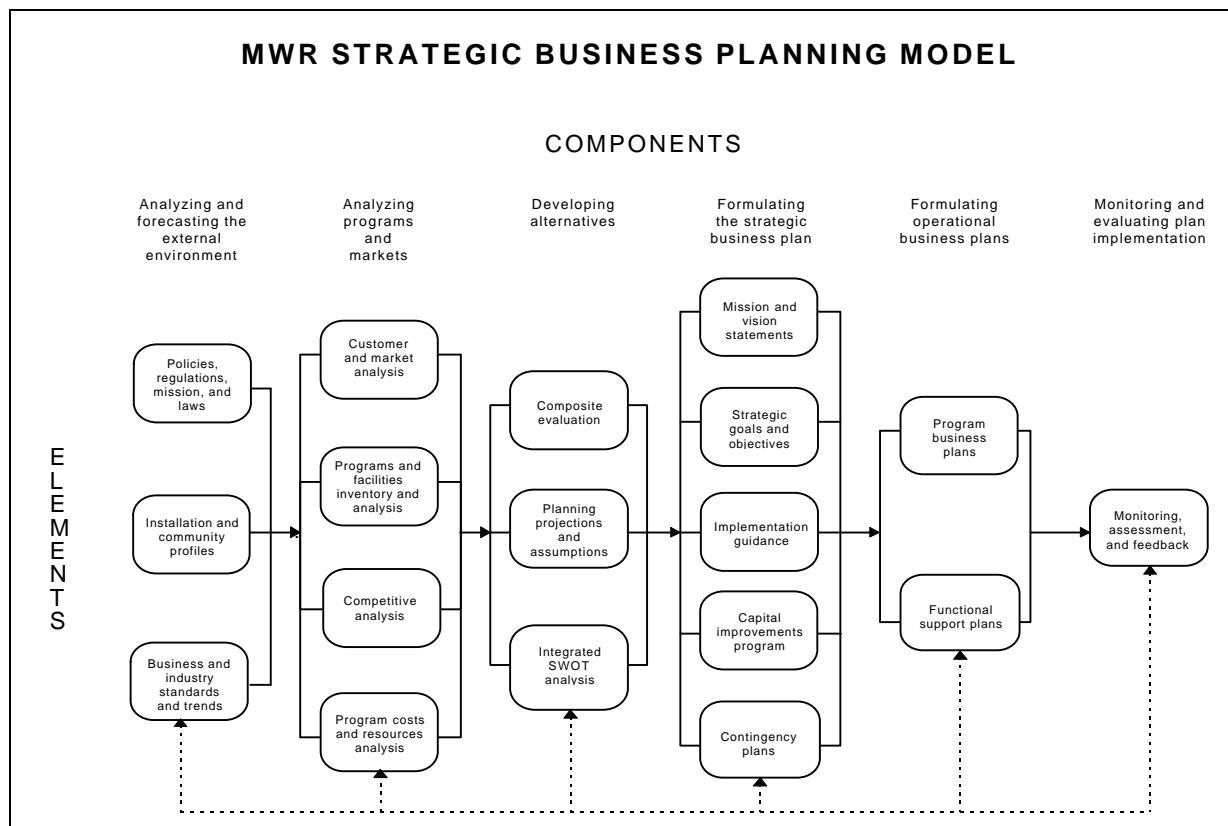 MWR STRATEGIC BUSINESS PLANNING MODEL
COMPONENTS
Analyzing and
forecasting the
external
environment
Analyzing
programs
and
markets
Developing
alternatives
Formulating
the strategic
business plan
Formulating
operational
business plans
Monitoring and
evaluating plan
implementation
ELEMENTS
Policies,
regulations,
mission, and
laws
Installation and
community
profiles
Business and
industry
standards
and trends
Customer
and market
analysis
Programs and
facilities
inventory and
analysis
Competitive
analysis
Program costs
and resources
analysis
Composite
evaluation
Planning
projections
and
assumptions
Integrated
SWOT
analysis
Mission and
vision
statements
Strategic
goals and
objectives
Implementation
guidance
Capital
improvements
program
Contingency
plans
Program
business
plans
Functional
support plans
Monitoring,
assessment,
and feedback